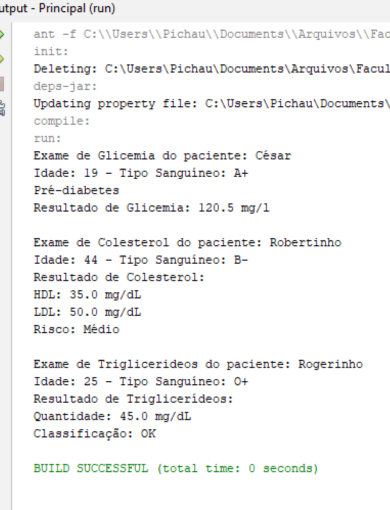 utput - Principal (run)
ant -f C:\\Users\\Pichau\\Documents\\Arquivos\\Fac
init:
Deleting: C:\Users\Pichau\Documents\Arquivos\Facul
deps-jar:
Updating property file: C:\Users\Pichau\Documents\
compile:
run:
Exame de Glicemia do paciente: César
Idade: 19 - Tipo Sanguíneo: A+
Pré-diabetes
Resultado de Glicemia: 120.5 mg/l
Exame de Colesterol do paciente: Robertinho
Idade: 44 - Tipo Sanguíneo: B-
Resultado de Colesterol:
HDL: 35.0 mg/dL
LDL: 50.0 mg/dL
Risco: Médio
Exame de Triglicerideos do paciente: Rogerinho
Idade: 25 - Tipo Sanguíneo: O+
Resultado de Triglicerídeos:
Quantidade: 45.0 mg/dL
Classificação: OK
BUILD SUCCESSFUL (total time: 0 seconds)